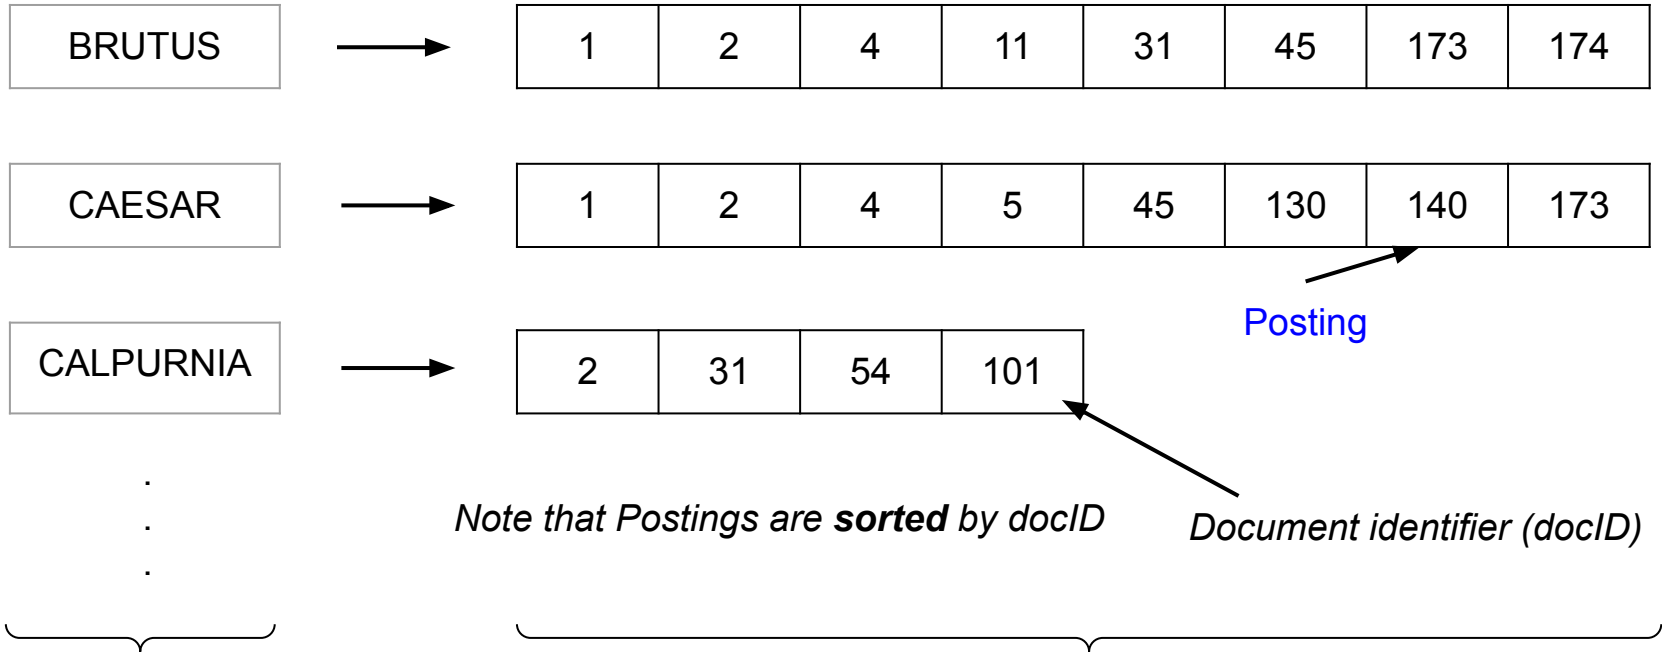 BRUTUS 1 2 4 11 31 45 173 174
CAESAR 1 2 4 5 45 130 140 173
Posting
CALPURNIA 2 31 54 101
.
.
.
Note that Postings are sorted by docID
Document identifier (docID)